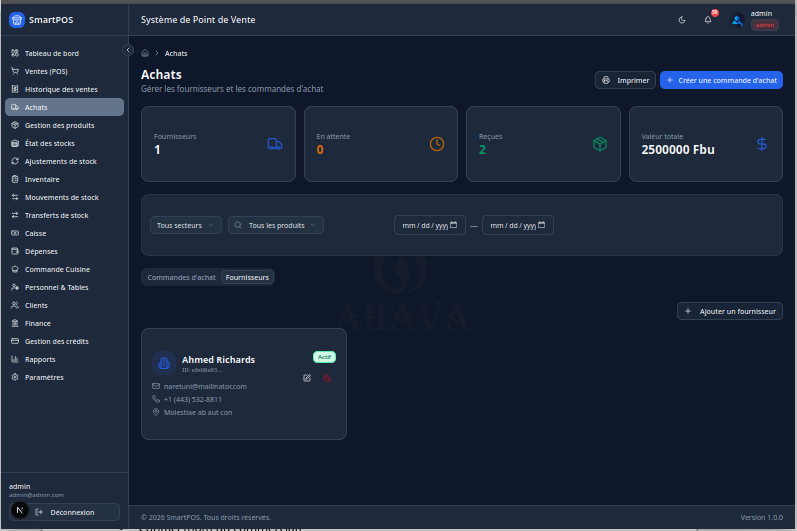 SmartPOS
Système de Point de Vente
admin
admin
Tableau de bord
Ventes (POS)
Historique des ventes
Achats
Gestion des produits
État des stocks
Ajustements de stock
Inventaire
Mouvements de stock
Transferts de stock
Caisse
Dépenses
Commande Cuisine
Personnel & Tables
Clients
Finance
Gestion des crédits
Rapports
Paramètres
admin
admin@admin.com
N
Déconnexion
Achats
Achats
Gérer les fournisseurs et les commandes d'achat
Imprimer
Créer une commande d'achat
Fournisseurs
1
En attente
0
Reçues
2
Valeur totale
2500000 Fbu
Tous secteurs
Tous les produits
mm / dd / yyyy
—
mm / dd / yyyy
Commandes d'achat
Fournisseurs
AHAVA
Ajouter un fournisseur
Ahmed Richards
Actif
naretuni@mailinator.com
+1 (443) 532-8811
Molestiae ab aut con
© 2026 SmartPOS. Tous droits réservés.
Version 1.0.0